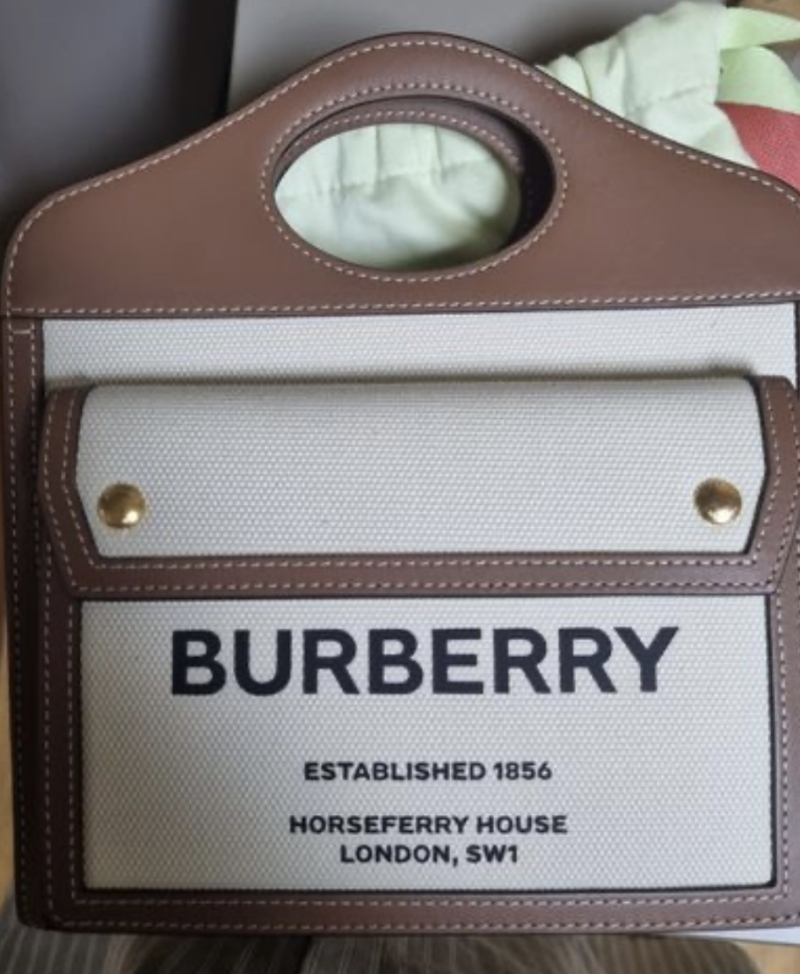 BURBERRY
ESTABLISHED 1856
HORSEFERRY HOUSE
LONDON, SW1